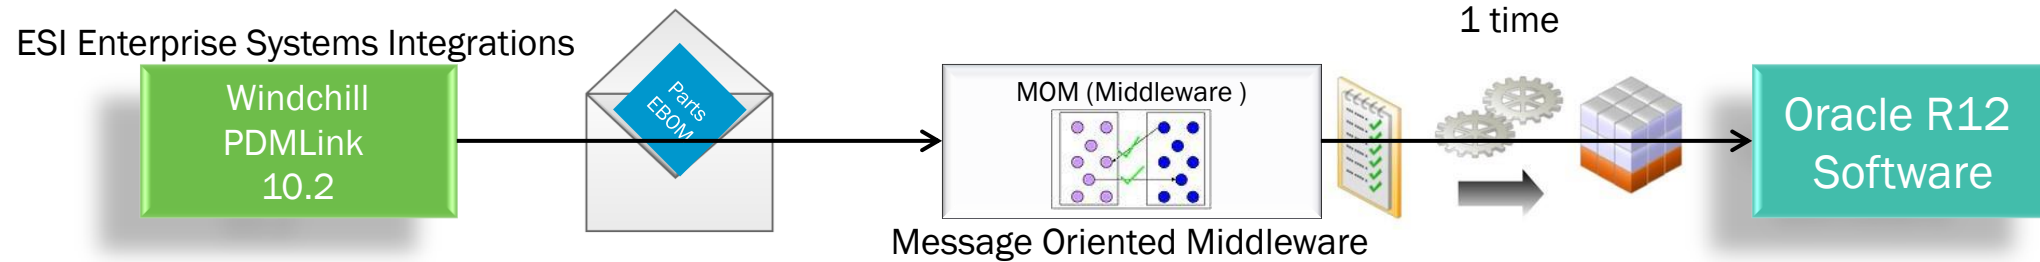 ESI Enterprise Systems Integrations
Windchill
PDMLink
10.2
Parts
EBOM
MOM (Middleware )
Message Oriented Middleware
1 time
Oracle R12
Software